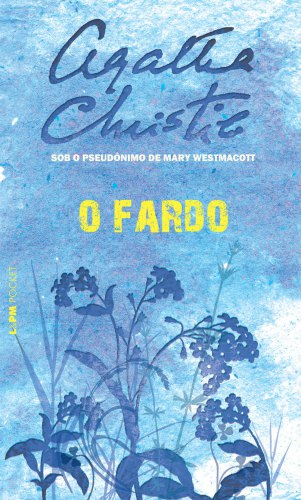 Agatha
Christie
SOB O PSEUDÔNIMO DE MARY WESTMACOTT
O FARDO
L&PM POCKET